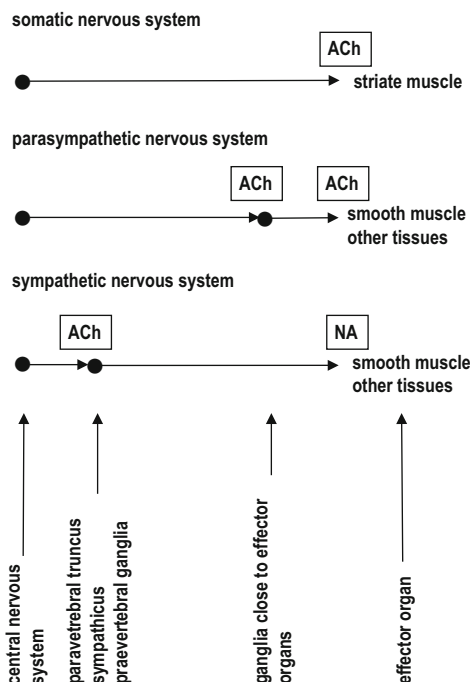 somatic nervous system
ACh
striate muscle
parasympathetic nervous system
ACh
ACh
smooth muscle
other tissues
sympathetic nervous system
ACh
NA
smooth muscle
other tissues
central nervous
system
paravetrebral truncus
sympathicus
praevertebral ganglia
ganglia close to effector
organs
effector organ